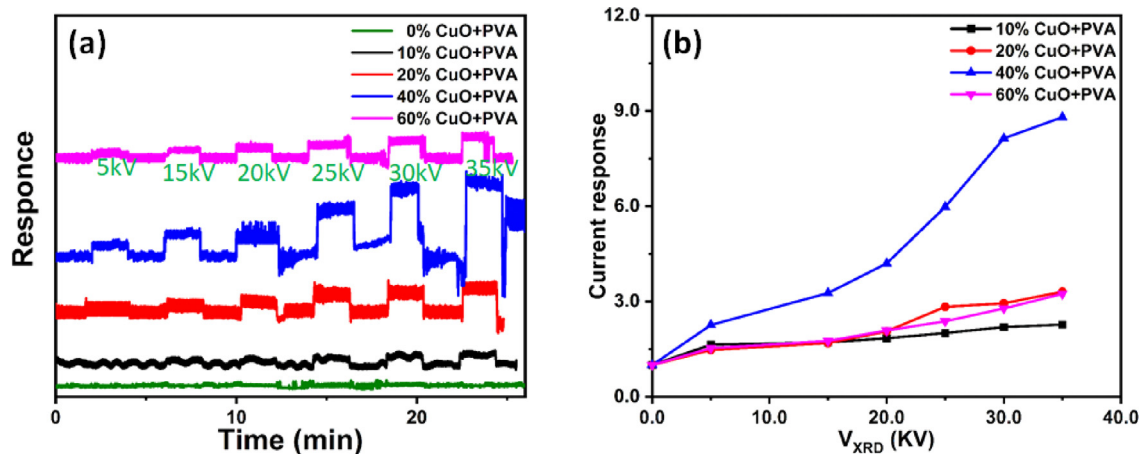 (a)
0% CuO+PVA
10% CuO+PVA
20% CuO+PVA
40% CuO+PVA
60% CuO+PVA
5kV 15kV 20kV 25kV 30kV 35kV
Responce
0 10 20
Time (min)
(b)
10% CuO+PVA
20% CuO+PVA
40% CuO+PVA
60% CuO+PVA
12.0
9.0
6.0
3.0
0.0
Current response
0.0 10.0 20.0 30.0 40.0
VXRD (KV)